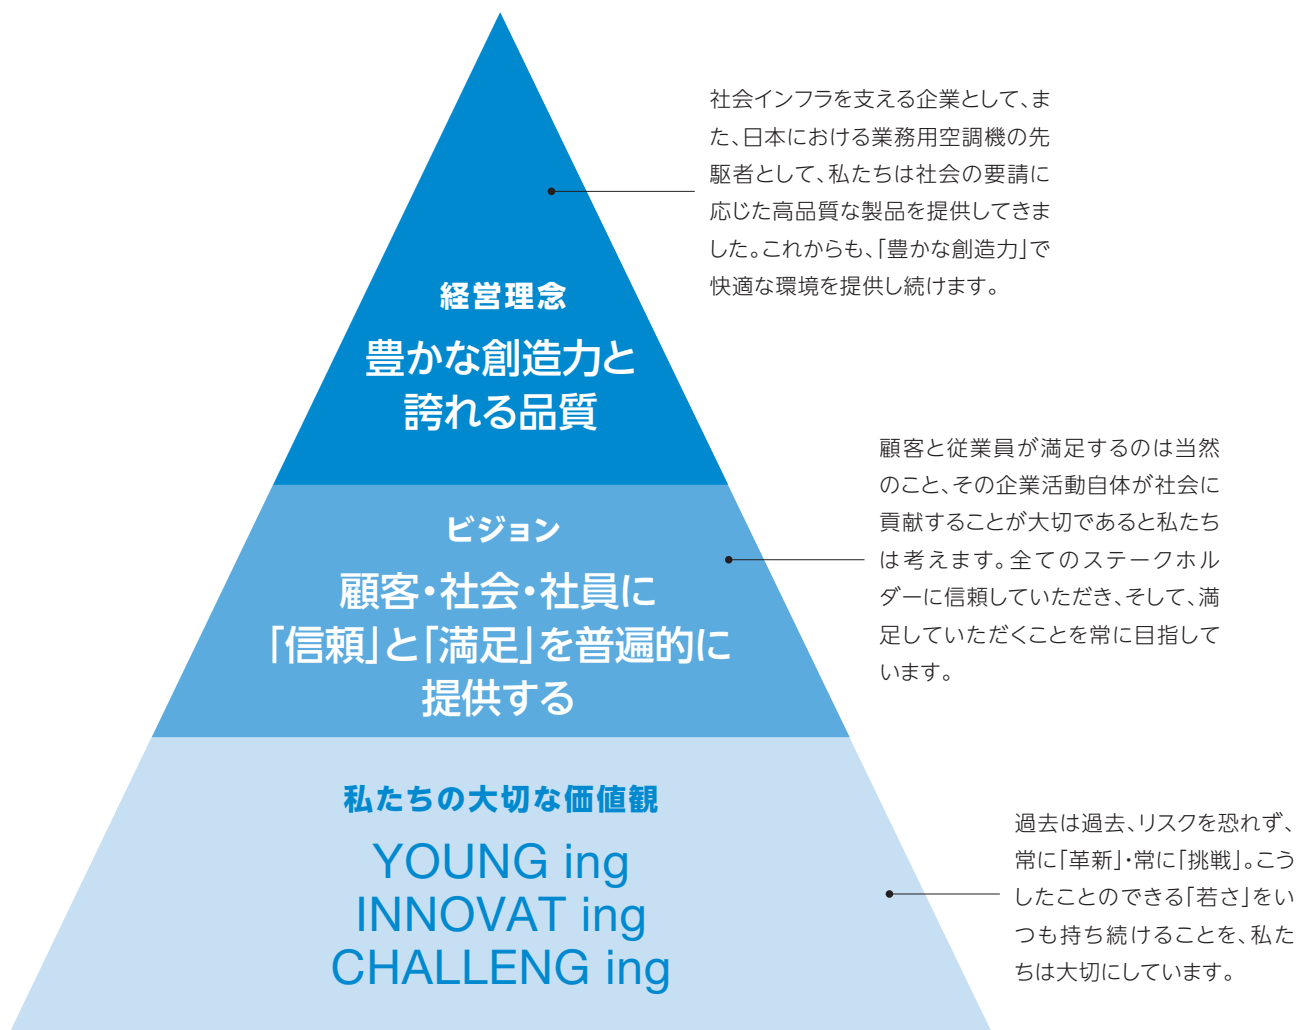 社会インフラを支える企業として、ま
た、日本における業務用空調機の先
駆者として、私たちは社会の要請に
応じた高品質な製品を提供してきま
した。これからも、「豊かな創造力」で
快適な環境を提供し続けます。
経営理念
豊かな創造力と
誇れる品質
顧客と従業員が満足するのは当然
のこと、その企業活動自体が社会に
貢献することが大切であると私たち
は考えます。全てのステークホル
ダーに信頼していただき、そして、満
足していただくことを常に目指して
います。
ビジョン
顧客・社会・社員に
「信頼」と「満足」を普遍的に
提供する
私たちの大切な価値観
YOUNG ing
INNOVAT ing
CHALLENG ing
過去は過去、リスクを恐れず、
常に「革新」・常に「挑戦」。こう
したことのできる「若さ」をい
つも持ち続けることを、私た
ちは大切にしています。